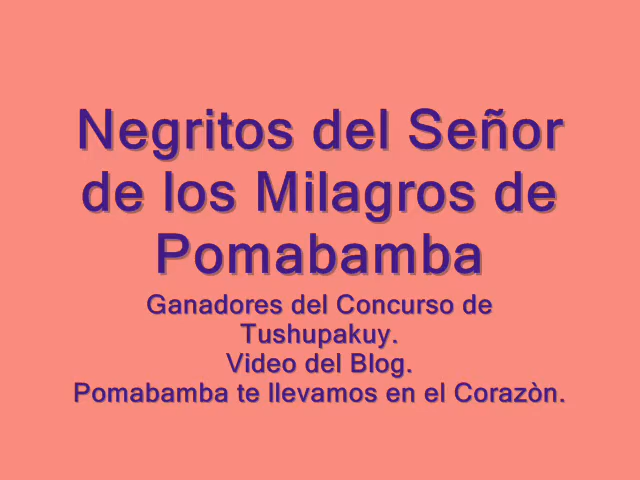 Negritos del Señor
de los Milagros de
Pomabamba
Ganadores del Concurso de
Tushupakuy.
Video del Blog.
Pomabamba te llevamos en el Corazòn.